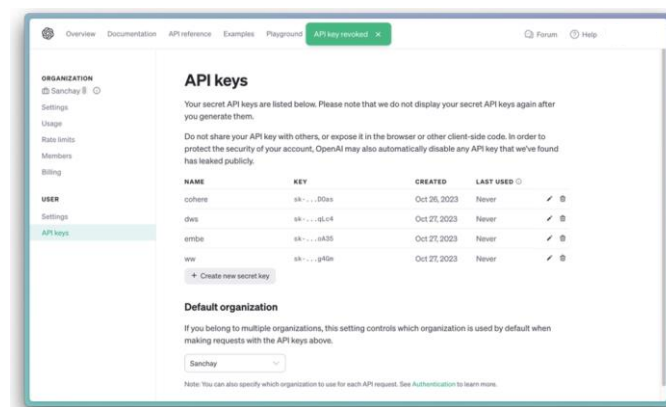 Overview Documentation API reference Examples Playground API key revoked × Forum Help
ORGANIZATION
Sanchay
Settings
Usage
Rate limits
Members
Billing
USER
Settings
API keys
API keys
Your secret API keys are listed below. Please note that we do not display your secret API keys again after
you generate them.
Do not share your API key with others, or expose it in the browser or other client-side code. In order to
protect the security of your account, OpenAI may also automatically disable any API key that we've found
has leaked publicly.
NAME KEY CREATED LAST USED
cohere sk-...DOas Oct 26, 2023 Never
dws sk-...qLc4 Oct 27, 2023 Never
embe sk-...oA35 Oct 27, 2023 Never
ww sk-...g4Gm Oct 27, 2023 Never
+ Create new secret key
Default organization
If you belong to multiple organizations, this setting controls which organization is used by default when
making requests with the API keys above.
Sanchay
Note: You can also specify which organization to use for each API request. See Authentication to learn more.